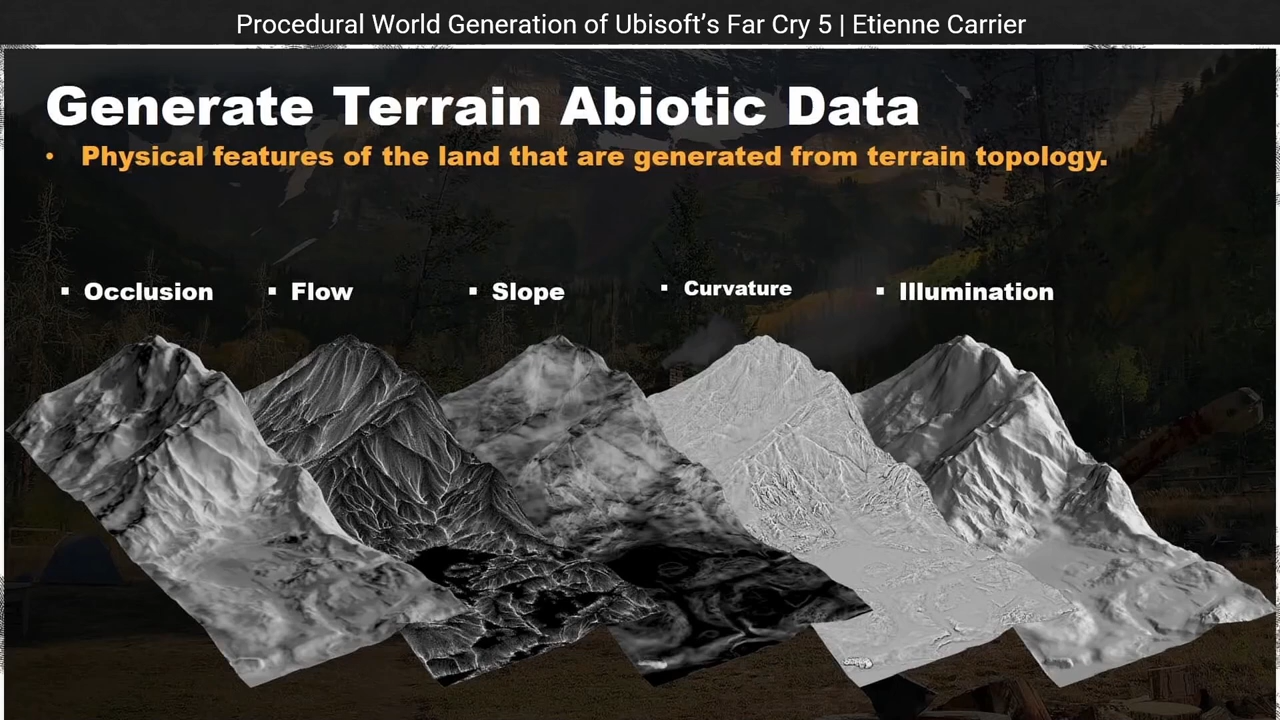 Procedural World Generation of Ubisoft’s Far Cry 5 | Etienne Carrier
Generate Terrain Abiotic Data
• Physical features of the land that are generated from terrain topology.
▪ Occlusion ▪ Flow ▪ Slope ▪ Curvature ▪ Illumination